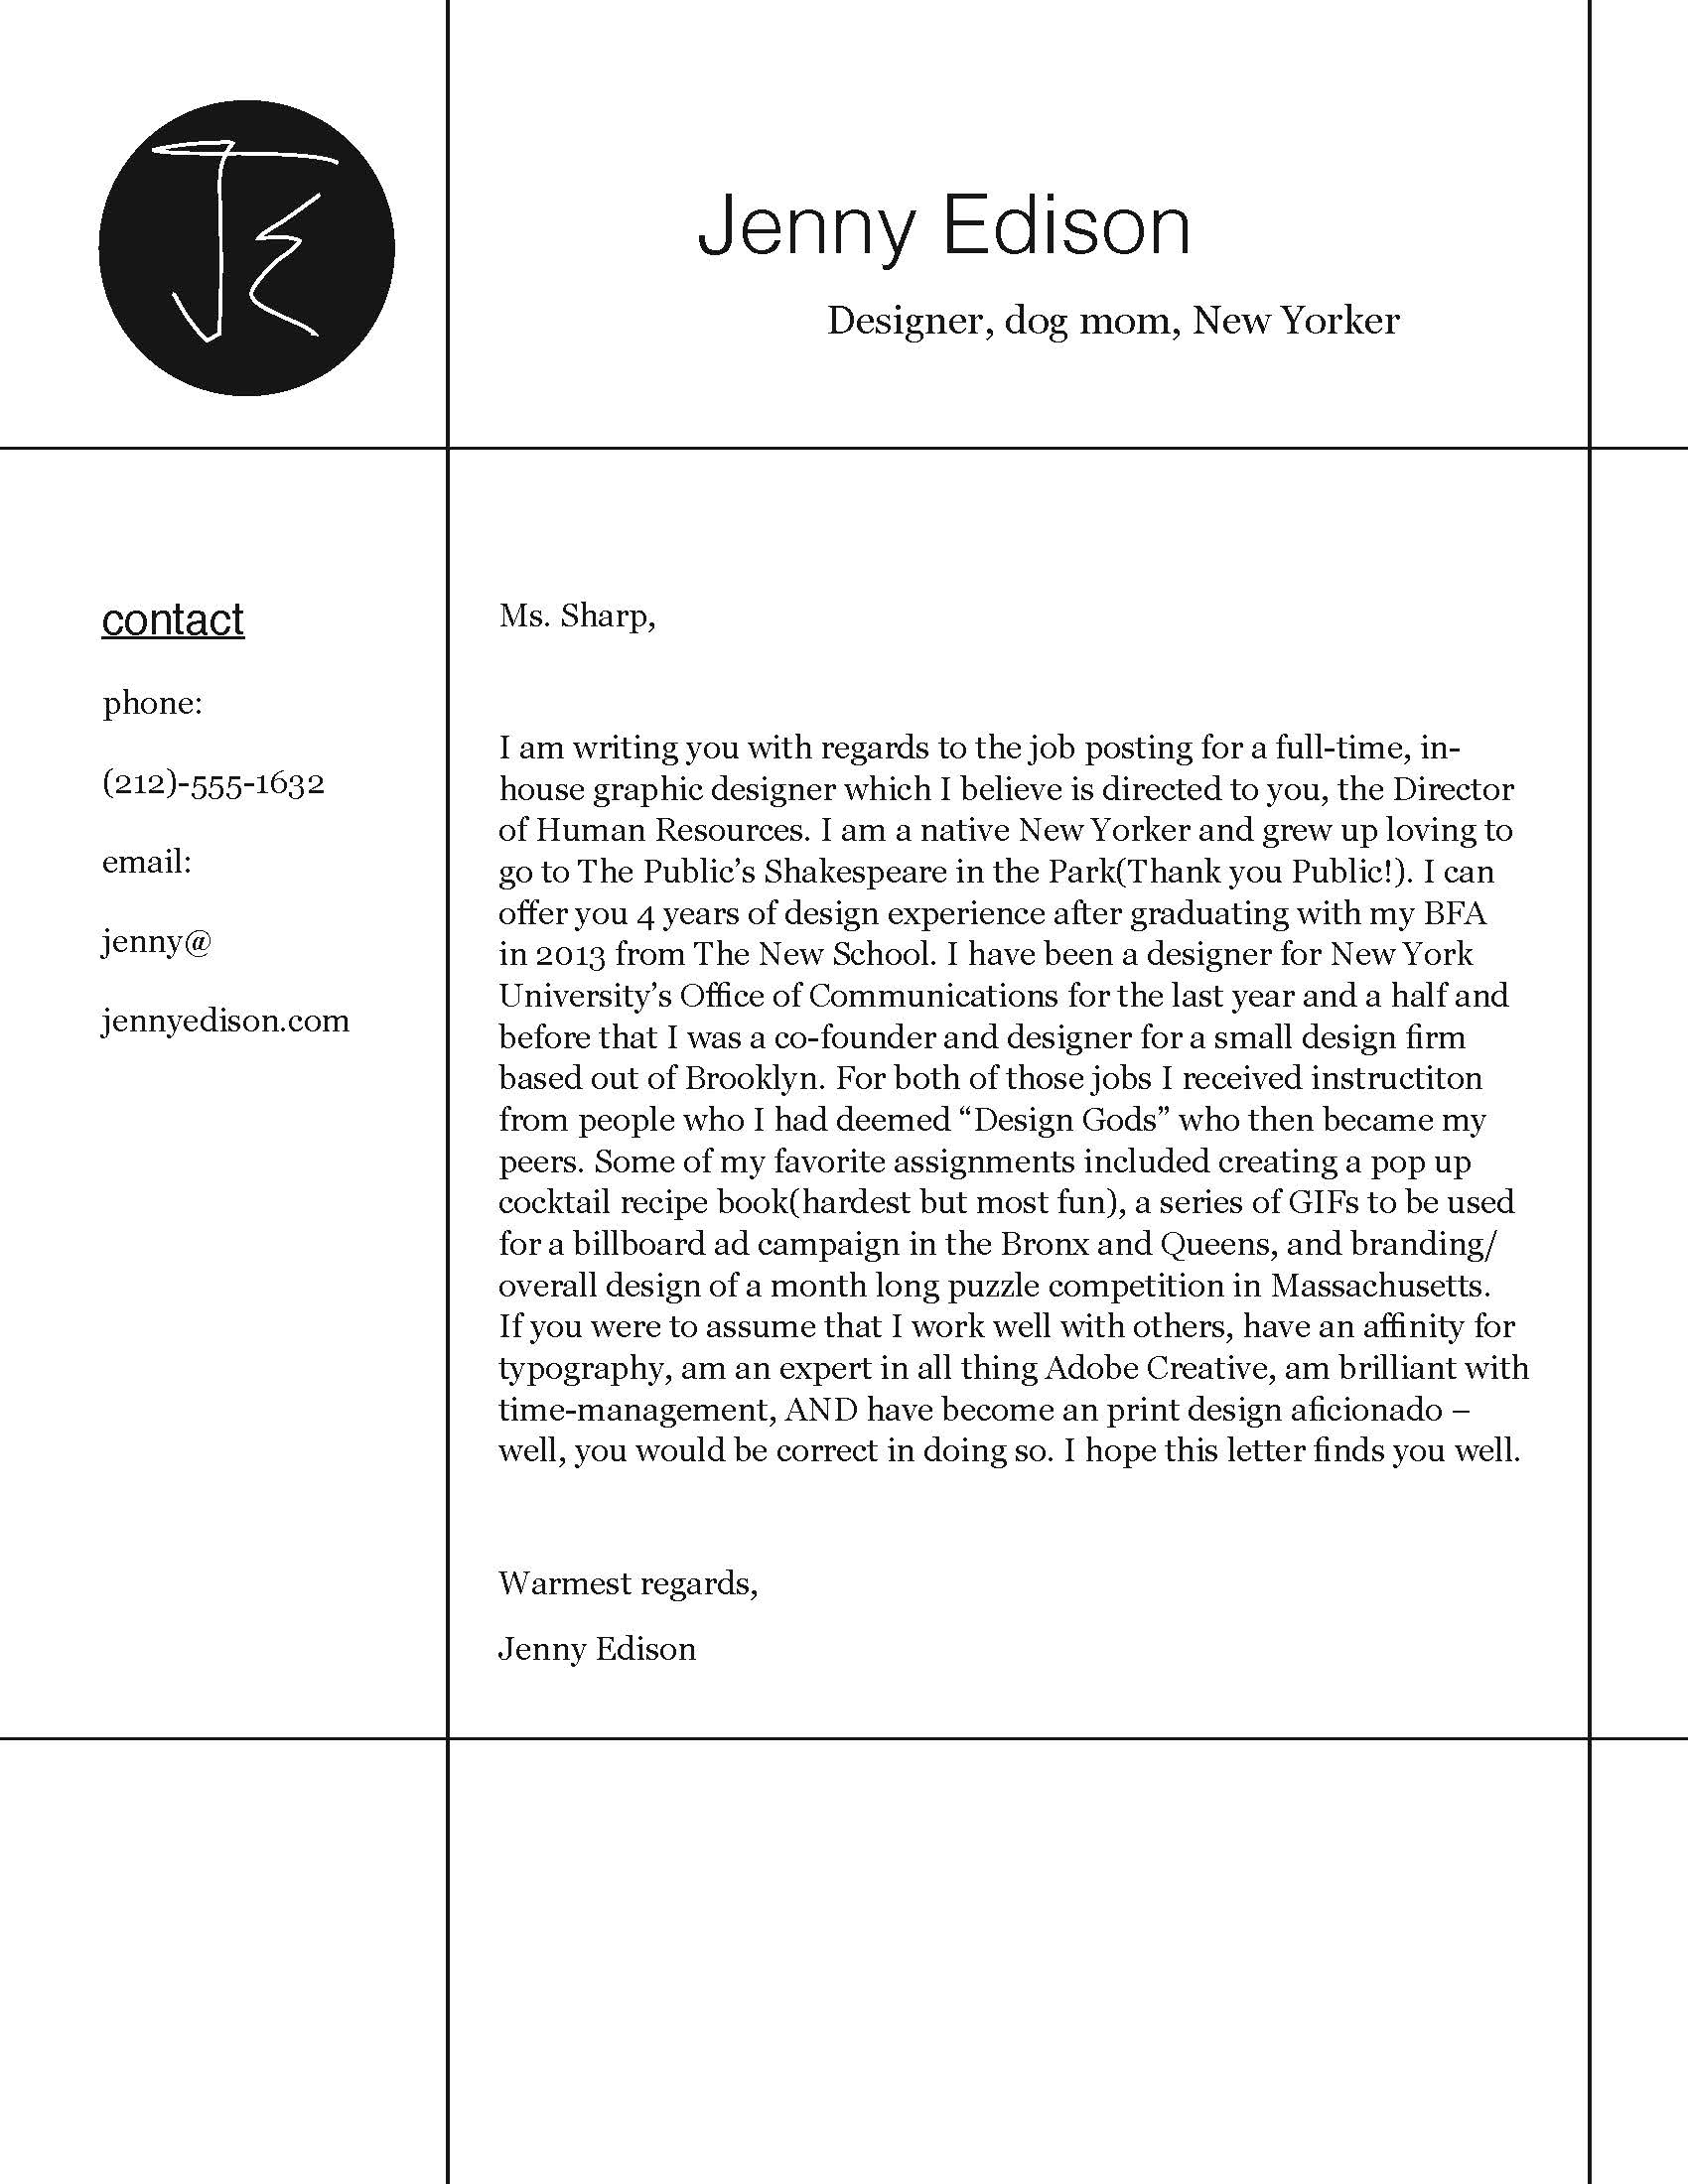 JE
Jenny Edison
Designer, dog mom, New Yorker
contact
phone:
(212)-555-1632
email:
jenny@
jennyedison.com
Ms. Sharp,
I am writing you with regards to the job posting for a full-time, in-
house graphic designer which I believe is directed to you, the Director
of Human Resources. I am a native New Yorker and grew up loving to
go to The Public’s Shakespeare in the Park(Thank you Public!). I can
offer you 4 years of design experience after graduating with my BFA
in 2013 from The New School. I have been a designer for New York
University’s Office of Communications for the last year and a half and
before that I was a co-founder and designer for a small design firm
based out of Brooklyn. For both of those jobs I received instructiton
from people who I had deemed “Design Gods” who then became my
peers. Some of my favorite assignments included creating a pop up
cocktail recipe book(hardest but most fun), a series of GIFs to be used
for a billboard ad campaign in the Bronx and Queens, and branding/
overall design of a month long puzzle competition in Massachusetts.
If you were to assume that I work well with others, have an affinity for
typography, am an expert in all thing Adobe Creative, am brilliant with
time-management, AND have become an print design aficionado –
well, you would be correct in doing so. I hope this letter finds you well.
Warmest regards,
Jenny Edison